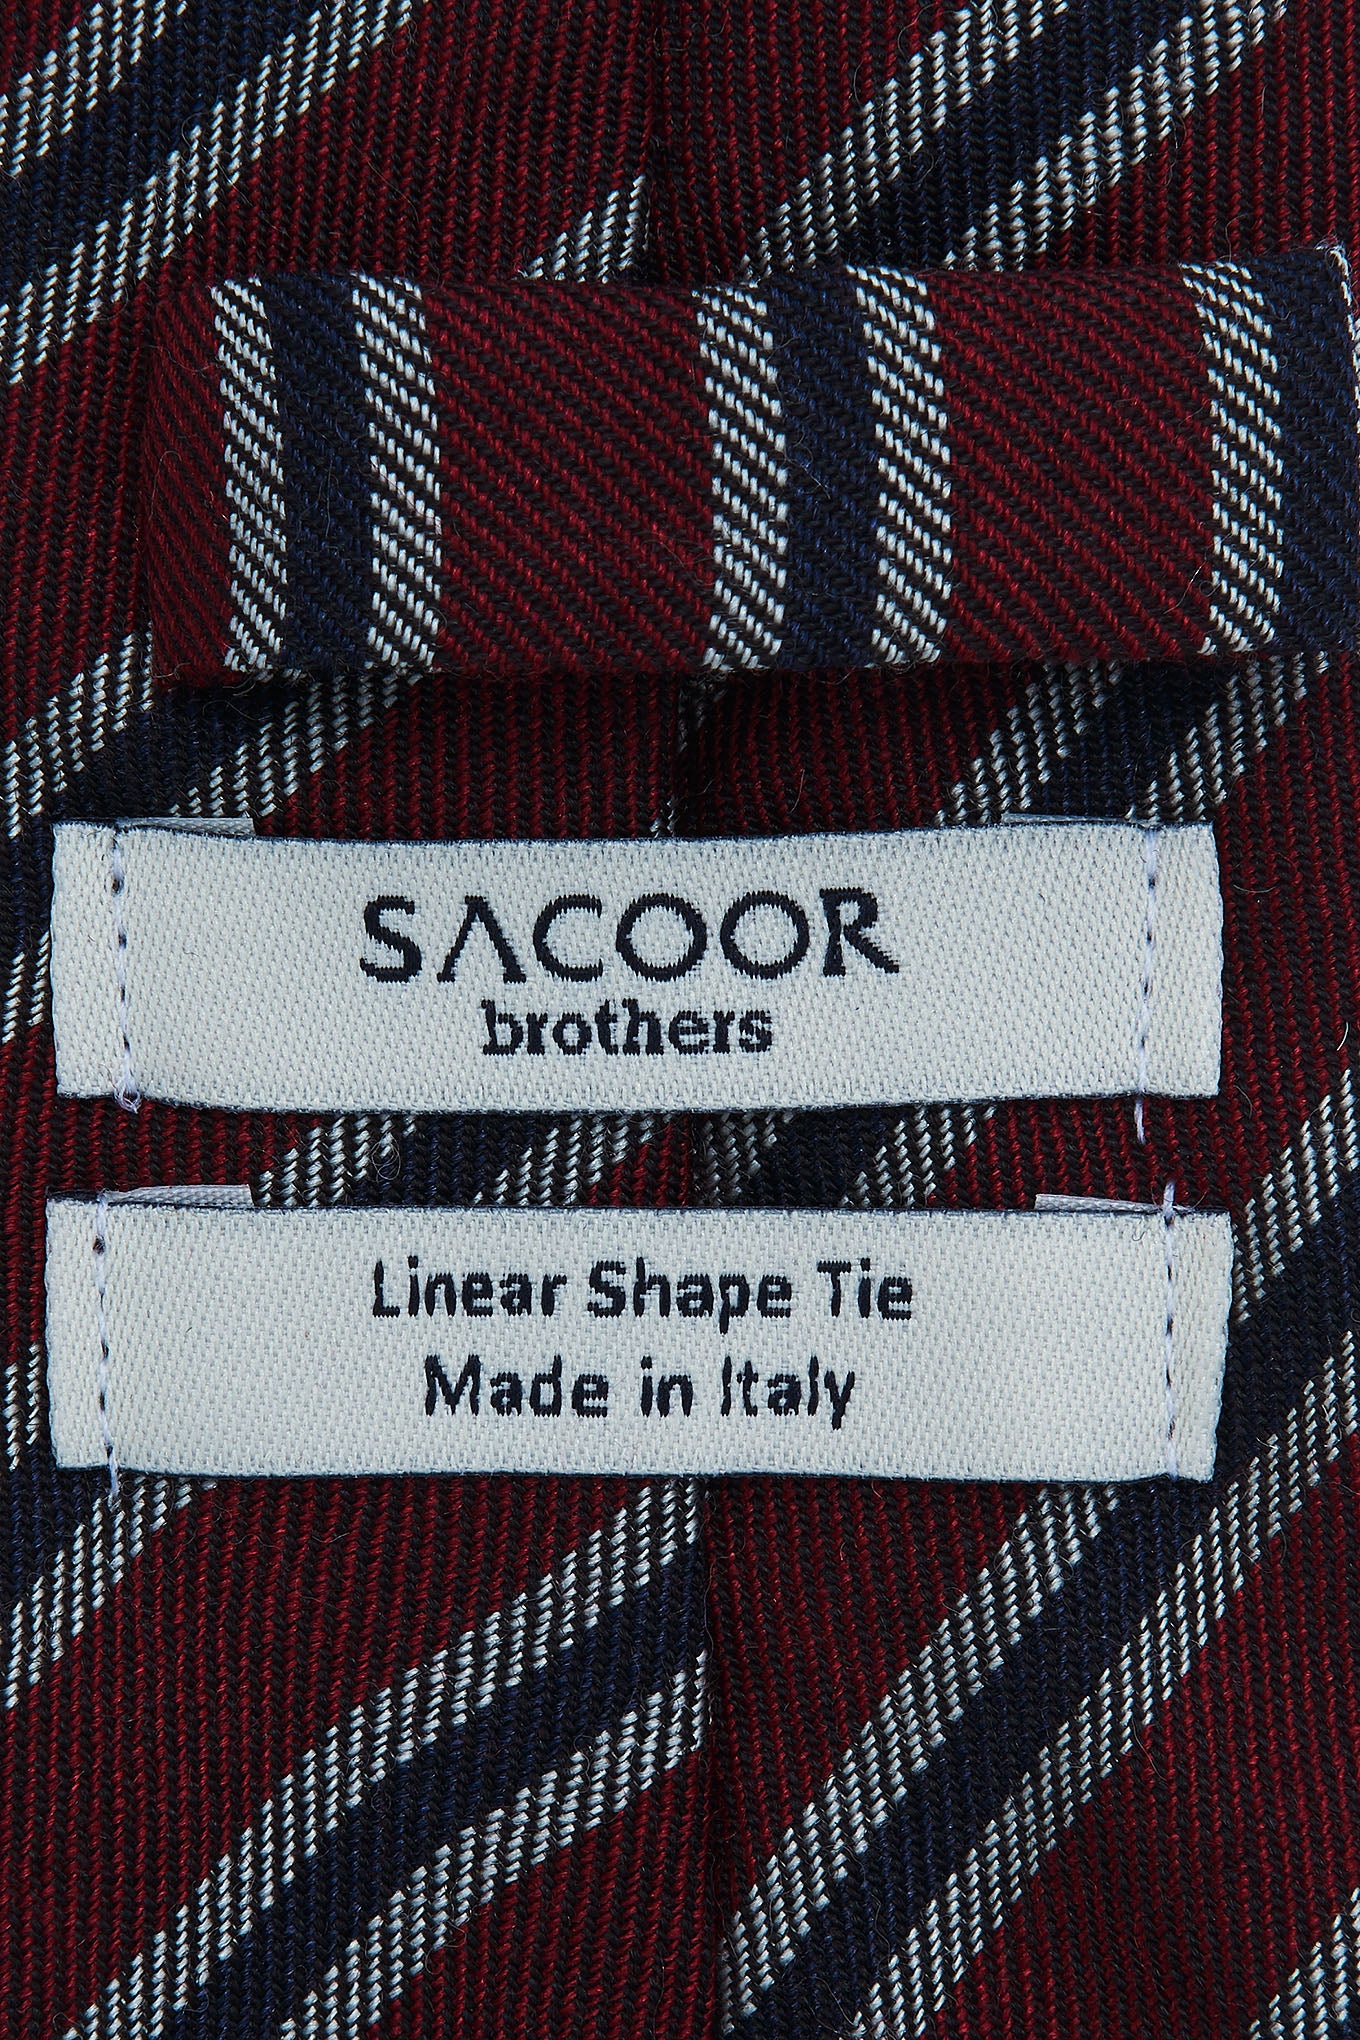 SACOOR
brothers
Linear Shape Tie
Made in Italy